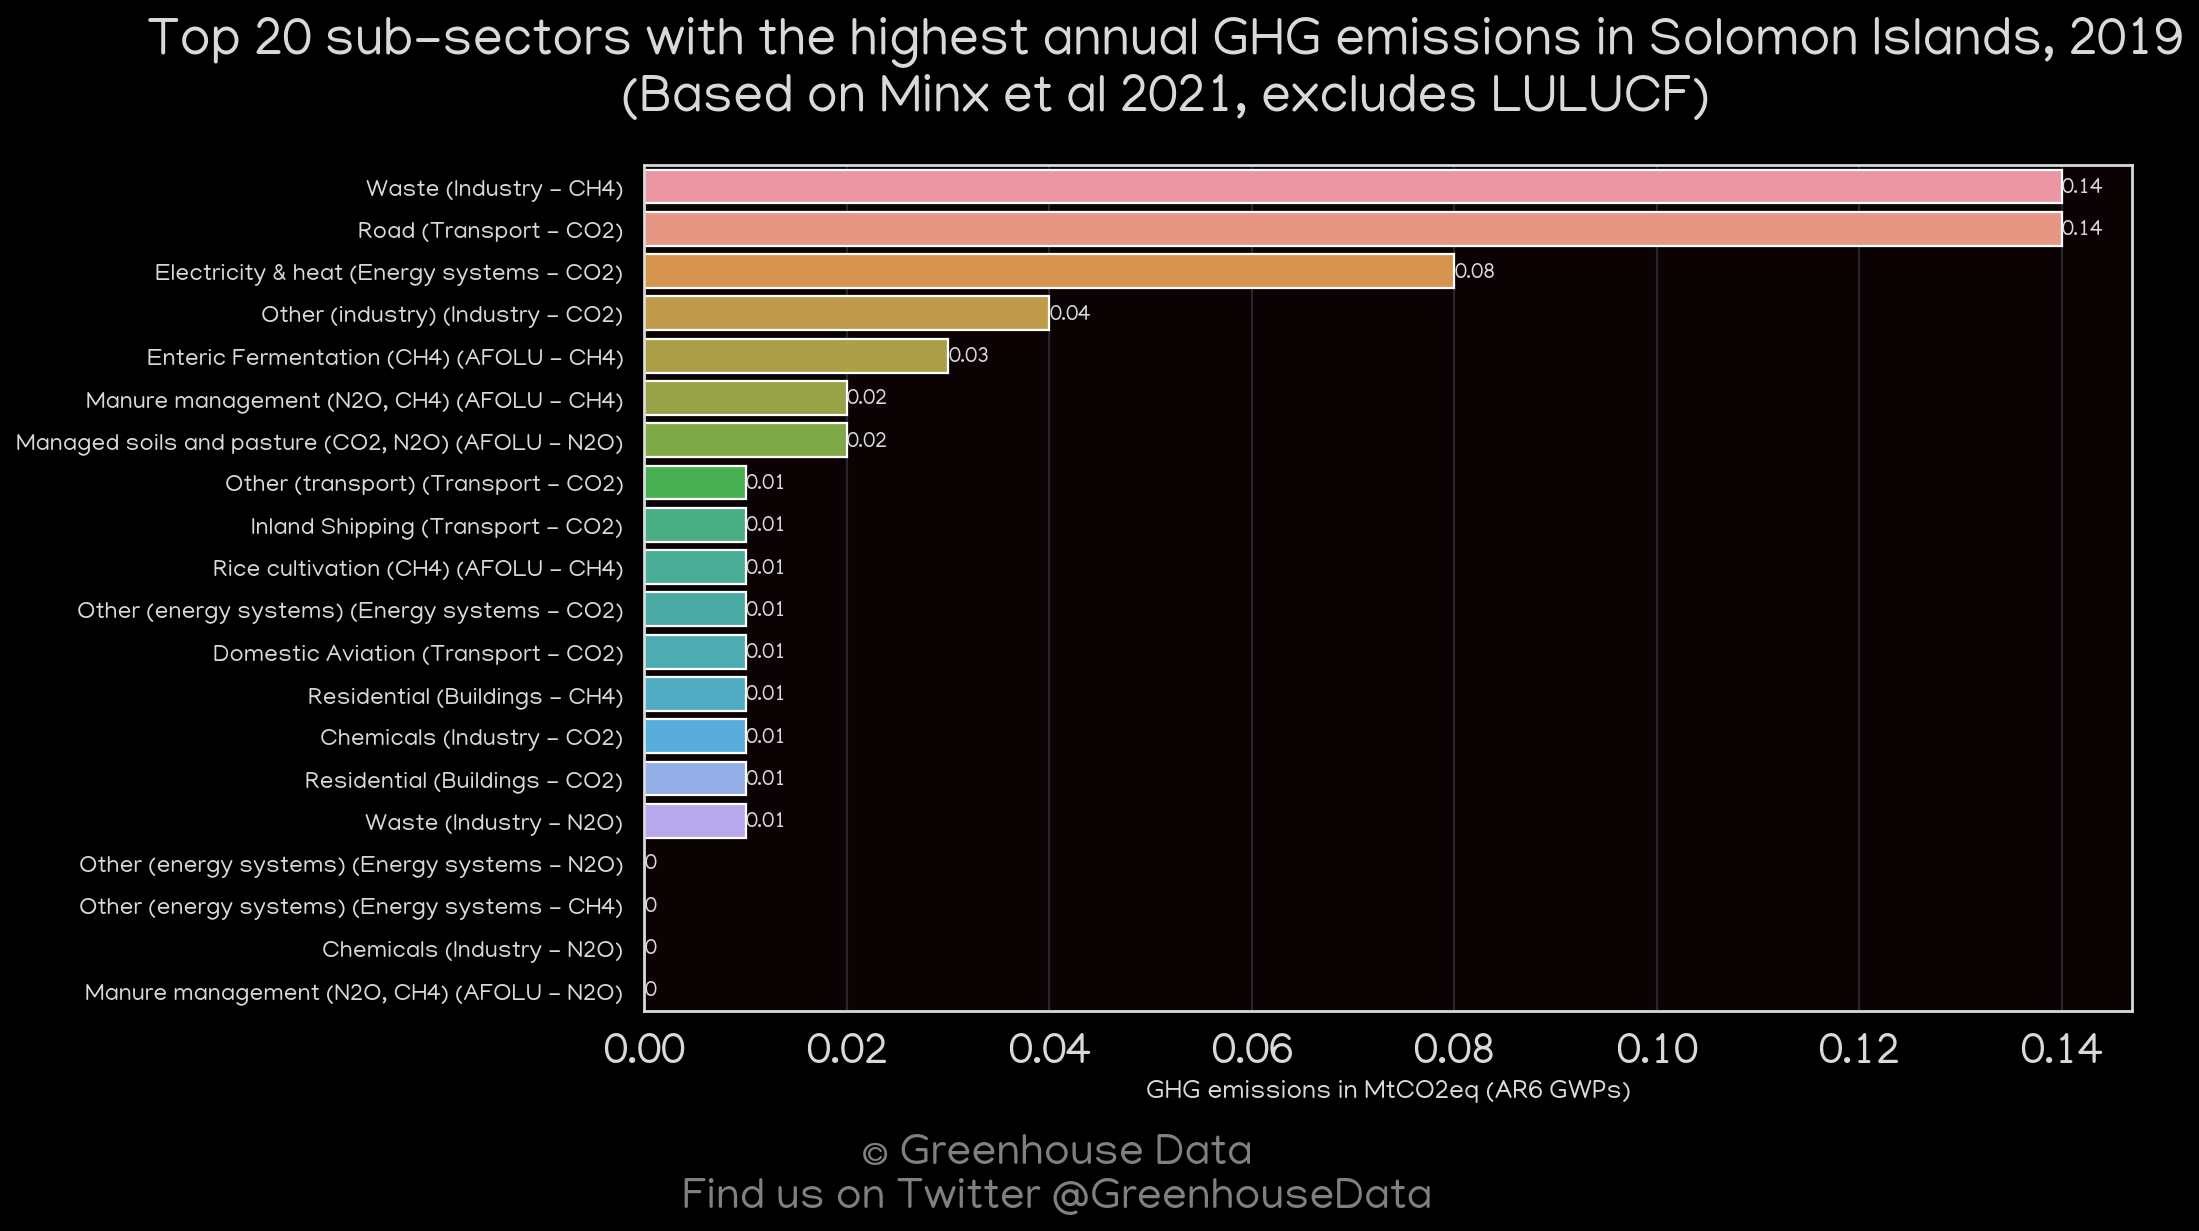 Top 20 sub-sectors with the highest annual GHG emissions in Solomon Islands, 2019
(Based on Minx et al 2021, excludes LULUCF)
Waste (Industry - CH4) 0.14
Road (Transport - CO2) 0.14
Electricity & heat (Energy systems - CO2) 0.08
Other (industry) (Industry - CO2) 0.04
Enteric Fermentation (CH4) (AFOLU - CH4) 0.03
Manure management (N2O, CH4) (AFOLU - CH4) 0.02
Managed soils and pasture (CO2, N2O) (AFOLU - N2O) 0.02
Other (transport) (Transport - CO2) 0.01
Inland Shipping (Transport - CO2) 0.01
Rice cultivation (CH4) (AFOLU - CH4) 0.01
Other (energy systems) (Energy systems - CO2) 0.01
Domestic Aviation (Transport - CO2) 0.01
Residential (Buildings - CH4) 0.01
Chemicals (Industry - CO2) 0.01
Residential (Buildings - CO2) 0.01
Waste (Industry - N2O) 0.01
Other (energy systems) (Energy systems - N2O) 0
Other (energy systems) (Energy systems - CH4) 0
Chemicals (Industry - N2O) 0
Manure management (N2O, CH4) (AFOLU - N2O) 0
0.00 0.02 0.04 0.06 0.08 0.10 0.12 0.14
GHG emissions in MtCO2eq (AR6 GWPs)
© Greenhouse Data
Find us on Twitter @GreenhouseData